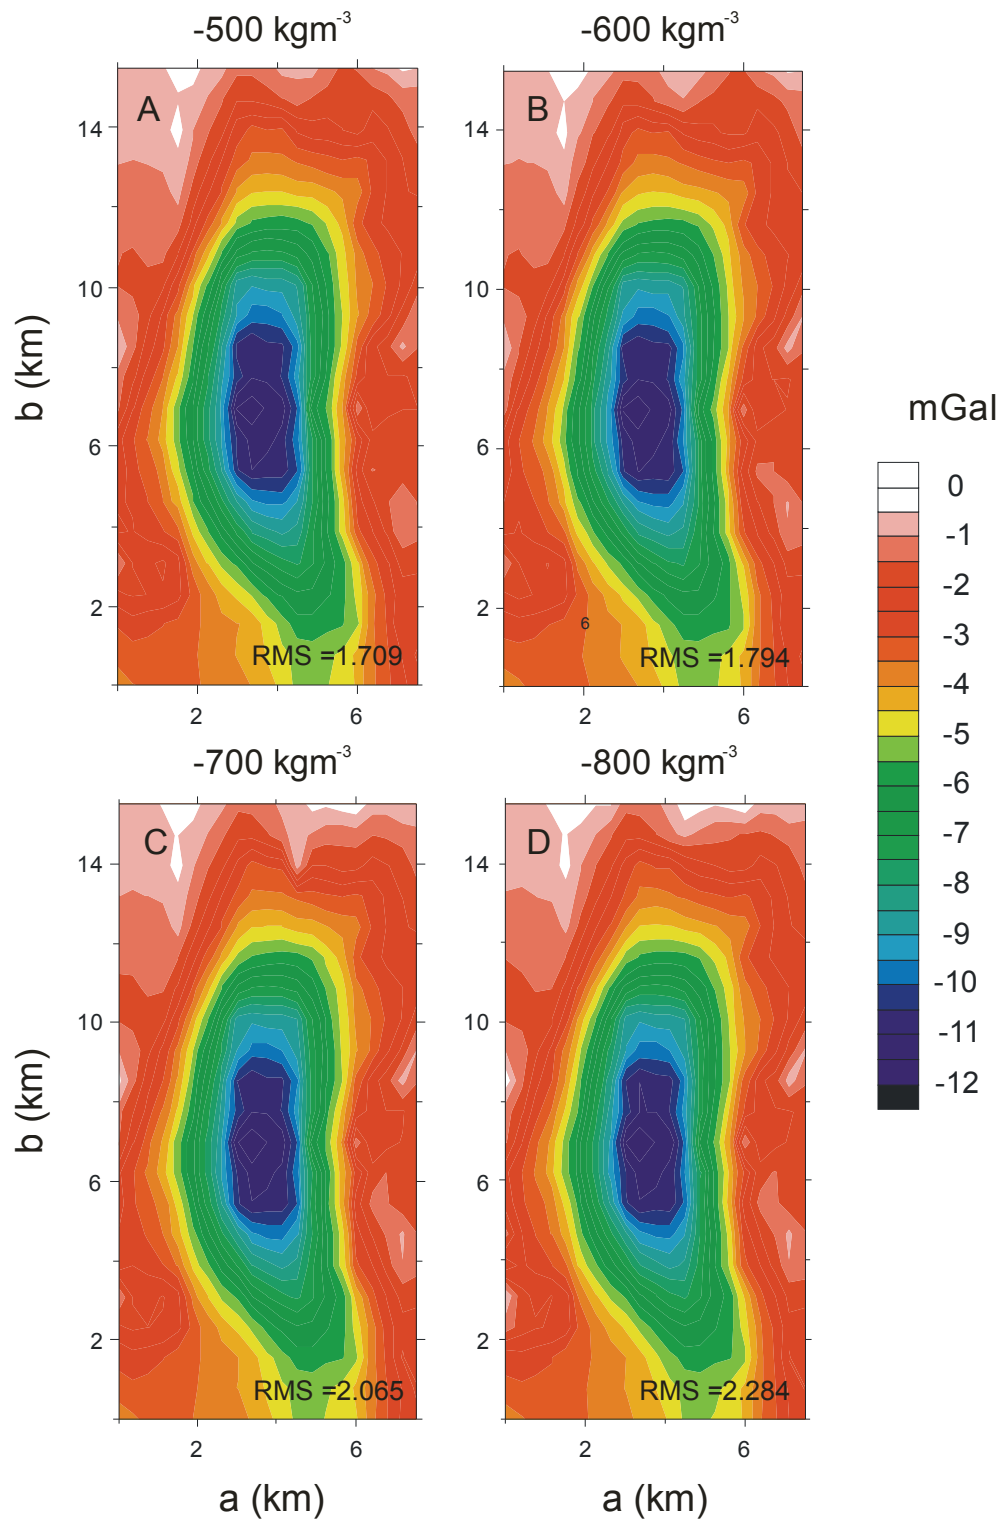 -500 kgm-3
-600 kgm-3
A
B
14
10
6
2
b (km)
RMS =1.709
2
6
14
10
6
2
6
RMS =1.794
2
6
mGal
0
-1
-2
-3
-4
-5
-6
-7
-8
-9
-10
-11
-12
-700 kgm-3
-800 kgm-3
C
D
14
10
6
2
b (km)
RMS =2.065
2
6
a (km)
14
10
6
2
RMS =2.284
2
6
a (km)